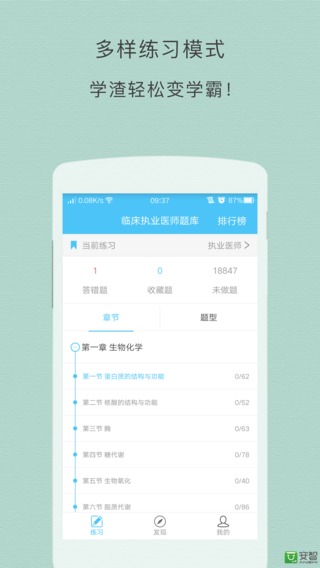 多样练习模式
学渣轻松变学霸！
0.08K/s
09:37
87%
临床执业医师题库
排行榜
当前练习
执业医师
1
0
18847
答错题
收藏题
未做题
章节
题型
第一章 生物化学
第一节 蛋白质的结构与功能 0/62
第二节 核酸的结构与功能 0/52
第三节 酶 0/63
第四节 糖代谢 0/78
第五节 生物氧化 0/40
第六节 脂质代谢 0/66
练习
发现
我的
安智